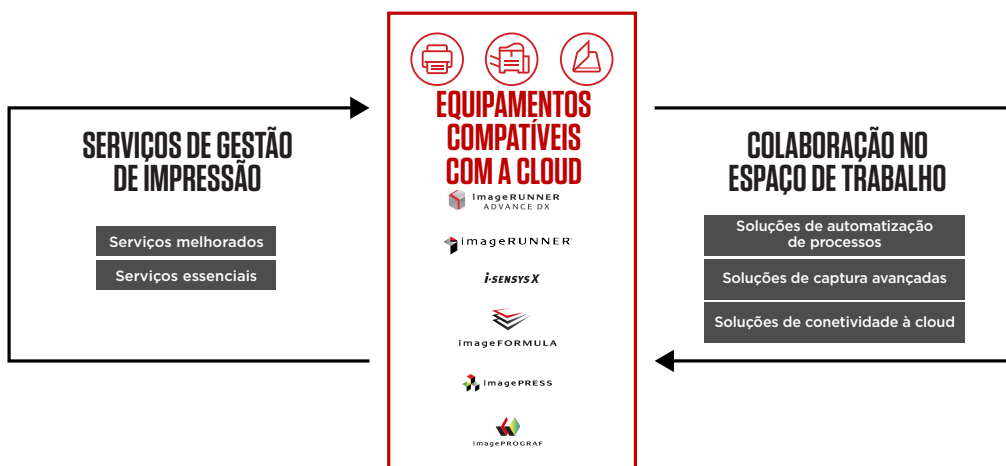 SERVIÇOS DE GESTÃO
DE IMPRESSÃO
Serviços melhorados
Serviços essenciais
EQUIPAMENTOS
COMPATÍVEIS
COM A CLOUD
imageRUNNER
ADVANCE DX
imageRUNNER
i-SENSYS X
imageFORMULA
imagePRESS
imagePROGRAF
COLABORAÇÃO NO
ESPAÇO DE TRABALHO
Soluções de automatização
de processos
Soluções de captura avançadas
Soluções de conetividade à cloud